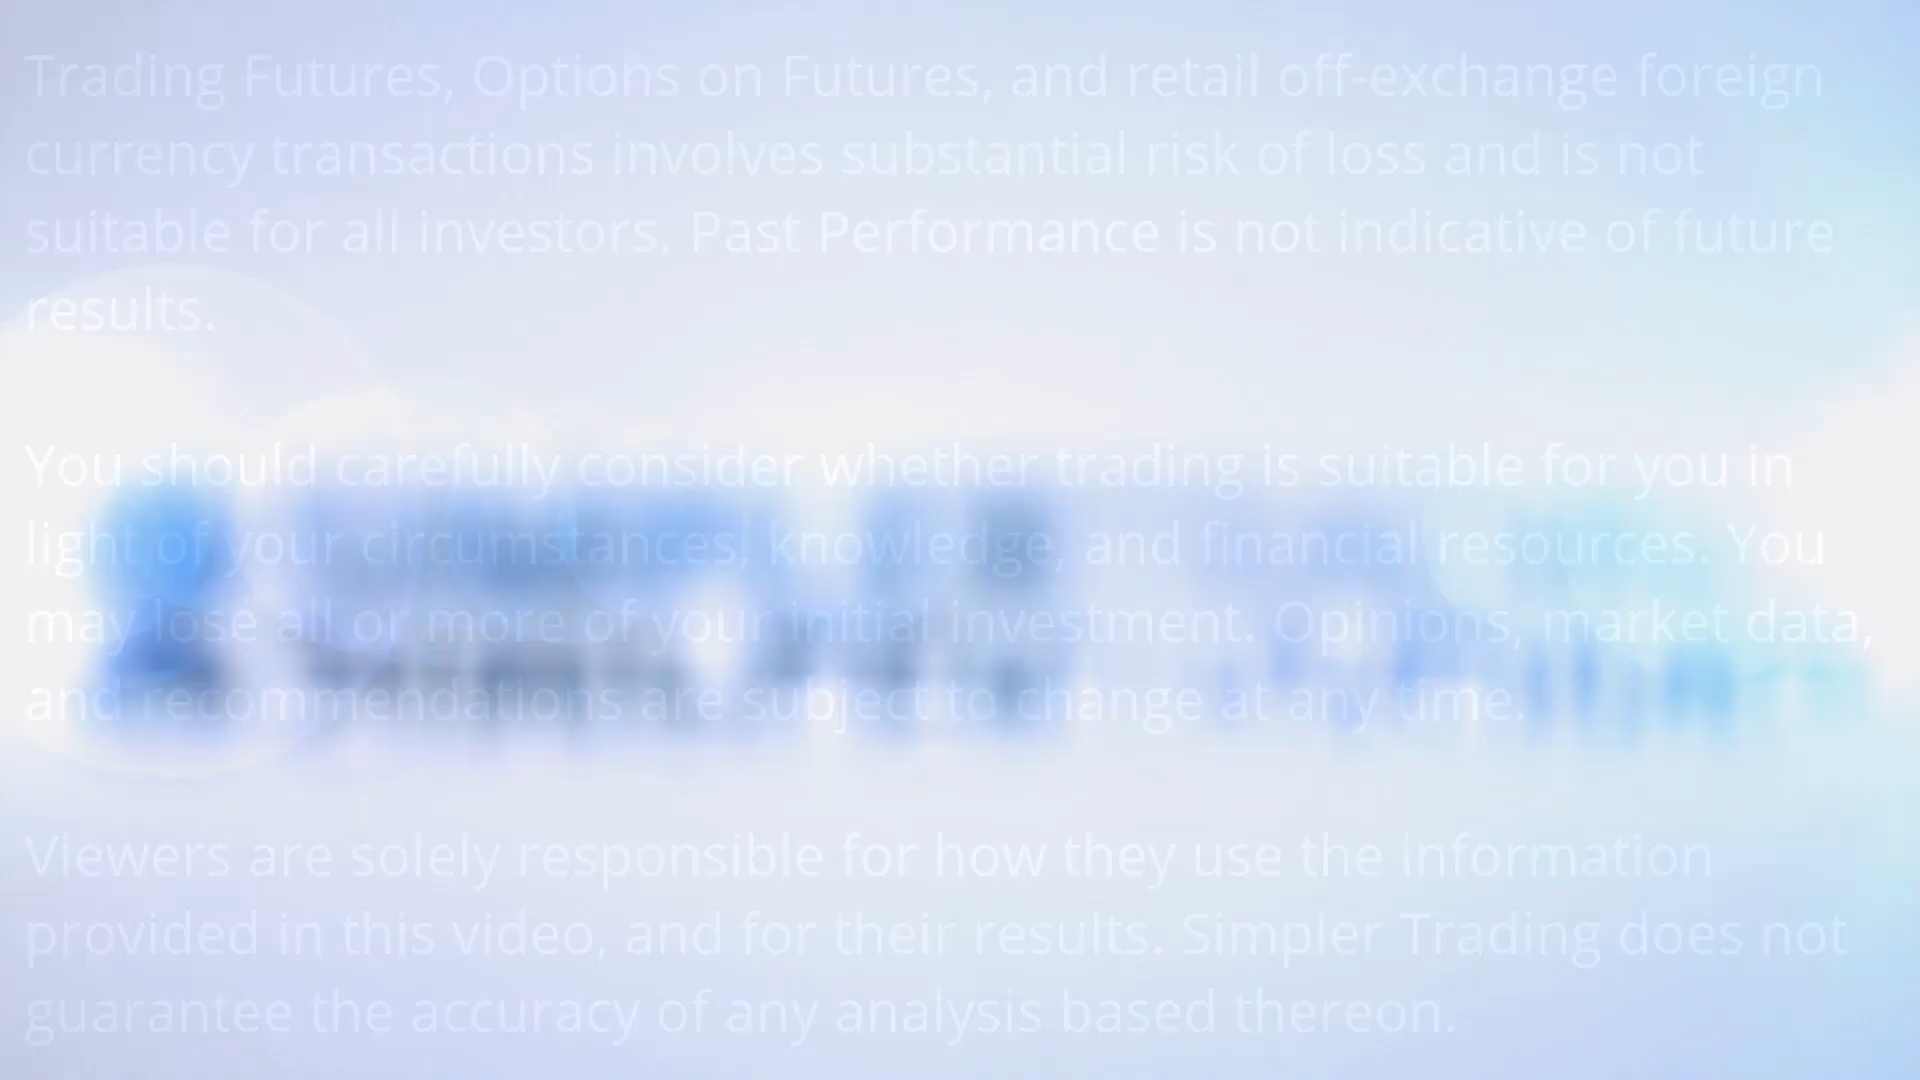 Trading Futures, Options on Futures, and retail off-exchange foreign
currency transactions involves substantial risk of loss and is not
suitable for all investors. Past Performance is not indicative of future
results.
You should carefully consider whether trading is suitable for you in
light of your circumstances, knowledge, and financial resources. You
may lose all or more of your initial investment. Opinions, market data,
and recommendations are subject to change at any time.
Viewers are solely responsible for how they use the information
provided in this video, and for their results. Simpler Trading does not
guarantee the accuracy of any analysis based thereon.